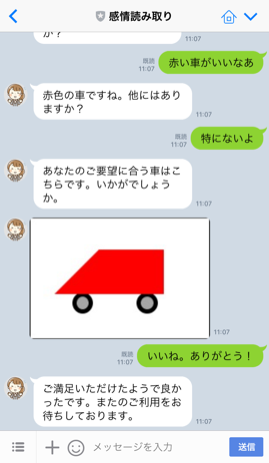 感情読み取り
か？
11:07
赤い車がいいなあ
既読
11:07
赤色の車ですね。他にはあり
ますか？
11:07
特にないよ
既読
11:07
あなたのご要望に合う車はこ
ちらです。いかがでしょう
か。
11:07
11:07
いいね。ありがとう！
既読
11:07
ご満足いただけたようで良か
ったです。またのご利用をお
待ちしております。
11:07
メッセージを入力
送信